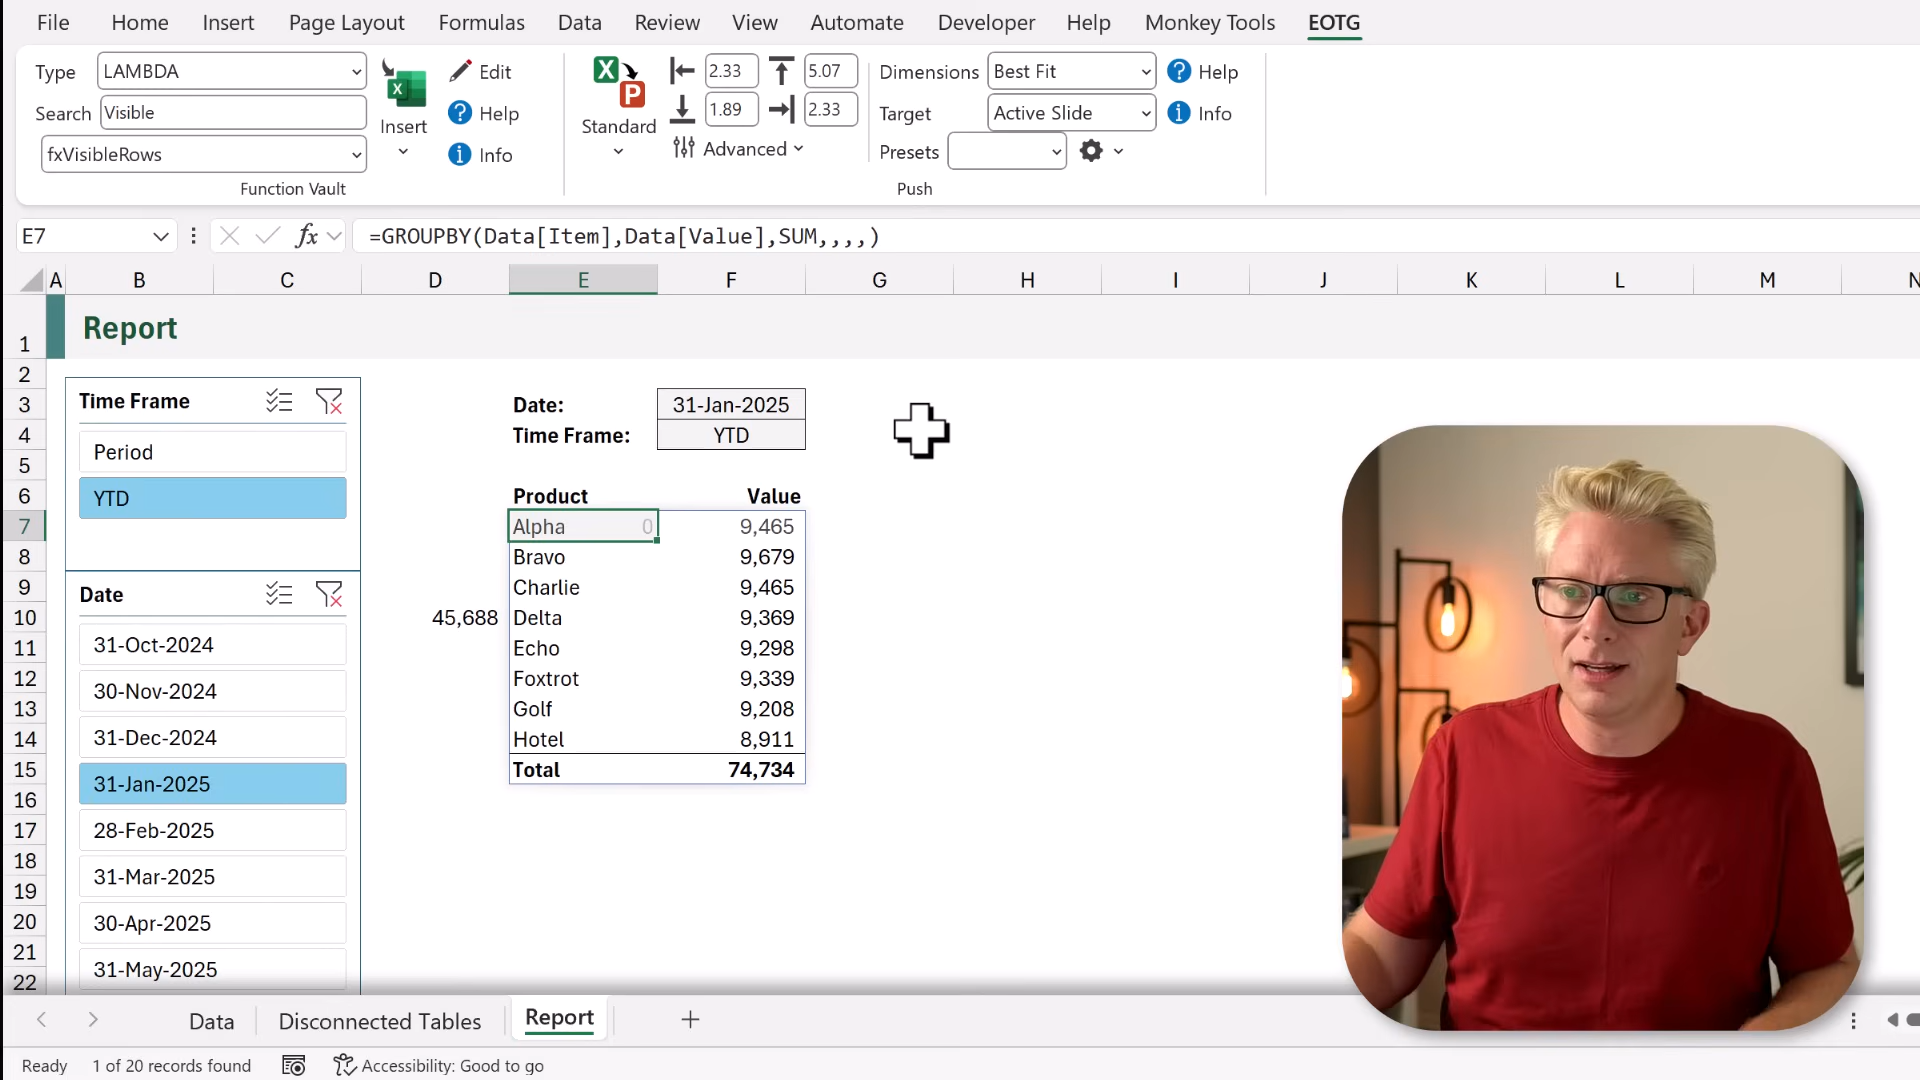 File Home Insert Page Layout Formulas Data Review View Automate Developer Help Monkey Tools EOTG
Type LAMBDA
Search Visible
fxVisibleRows
Insert
Edit
Help
Info
Function Vault
Standard
2.33 5.07
1.89 2.33
Advanced
Dimensions Best Fit
Target Active Slide
Presets
Help
Info
Push
E7 fx =GROUPBY(Data[Item],Data[Value],SUM,,,,)
A B C D E F G H I J K L M N
1 Report
2
3 Date: 31-Jan-2025
4 Time Frame: YTD
5
6 Product Value
7 Alpha 0 9,465
8 Bravo 9,679
9 Charlie 9,465
10 45,688 Delta 9,369
11 Echo 9,298
12 Foxtrot 9,339
13 Golf 9,208
14 Hotel 8,911
15 Total 74,734
16
17
18
19
20
21
22
Time Frame
Period
YTD
Date
31-Oct-2024
30-Nov-2024
31-Dec-2024
31-Jan-2025
28-Feb-2025
31-Mar-2025
30-Apr-2025
31-May-2025
Data Disconnected Tables Report
Ready 1 of 20 records found Accessibility: Good to go